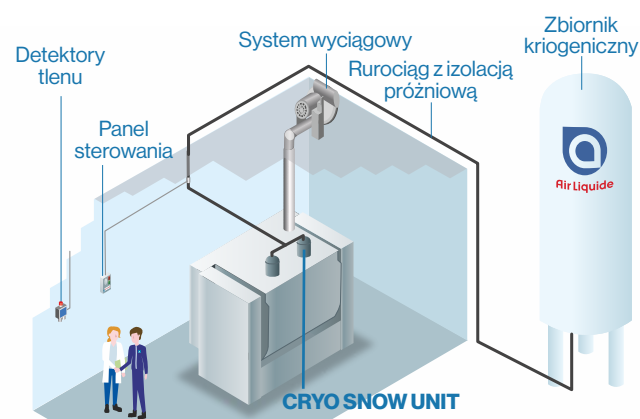 Detektory
tlenu
Panel
sterowania
System wyciągowy
Rurociąg z izolacją
próżniową
Zbiornik
kriogeniczny
Air Liquide
CRYO SNOW UNIT